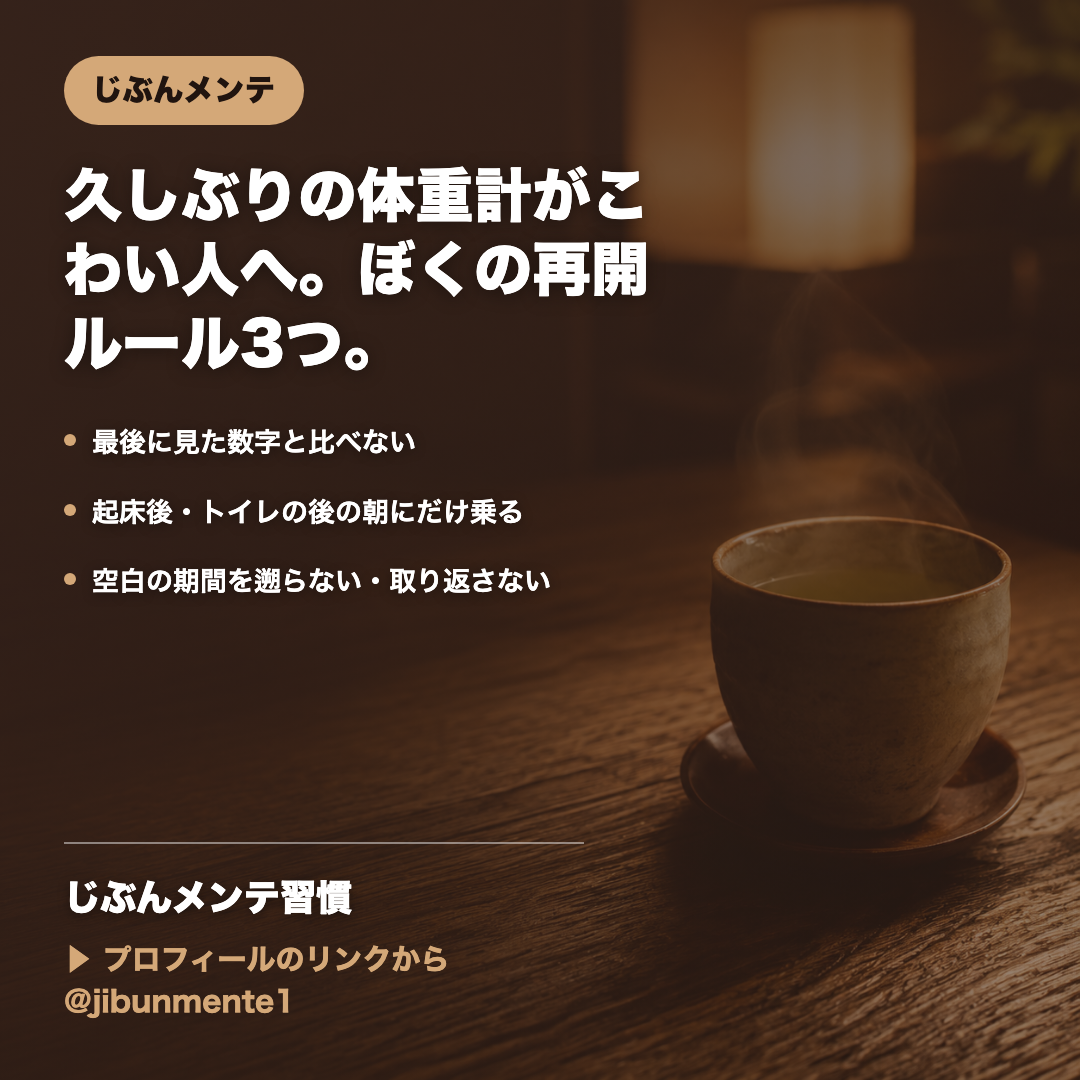 じぶんメンテ
久しぶりの体重計がこ
わい人へ。ぼくの再開
ルール3つ。
最後に見た数字と比べない
起床後・トイレの後の朝にだけ乗る
空白の期間を遡らない・取り返さない
じぶんメンテ習慣
▶ プロフィールのリンクから
@jibunmente1